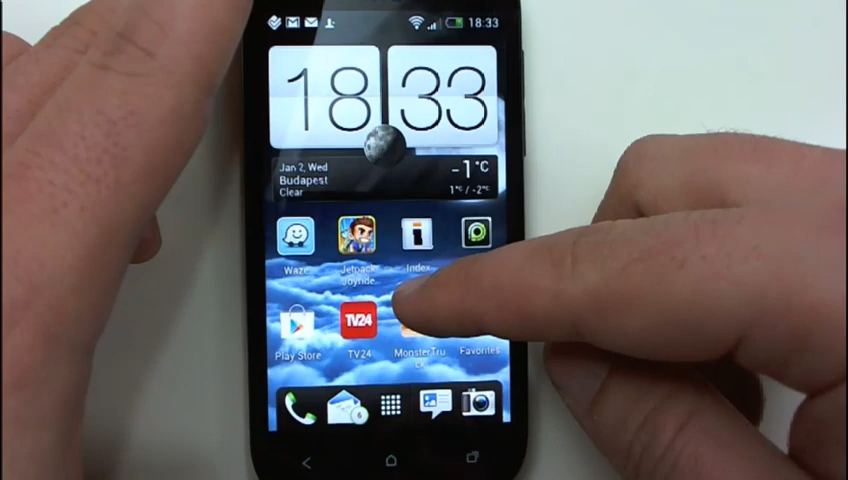 18:33
18 33
Jan 2, Wed
Budapest
Clear
-1°C
1°C / -2°C
Waze
Jetpack
Joyride
Index
Play Store
TV24
TV24
MonsterTru
Favorites
6